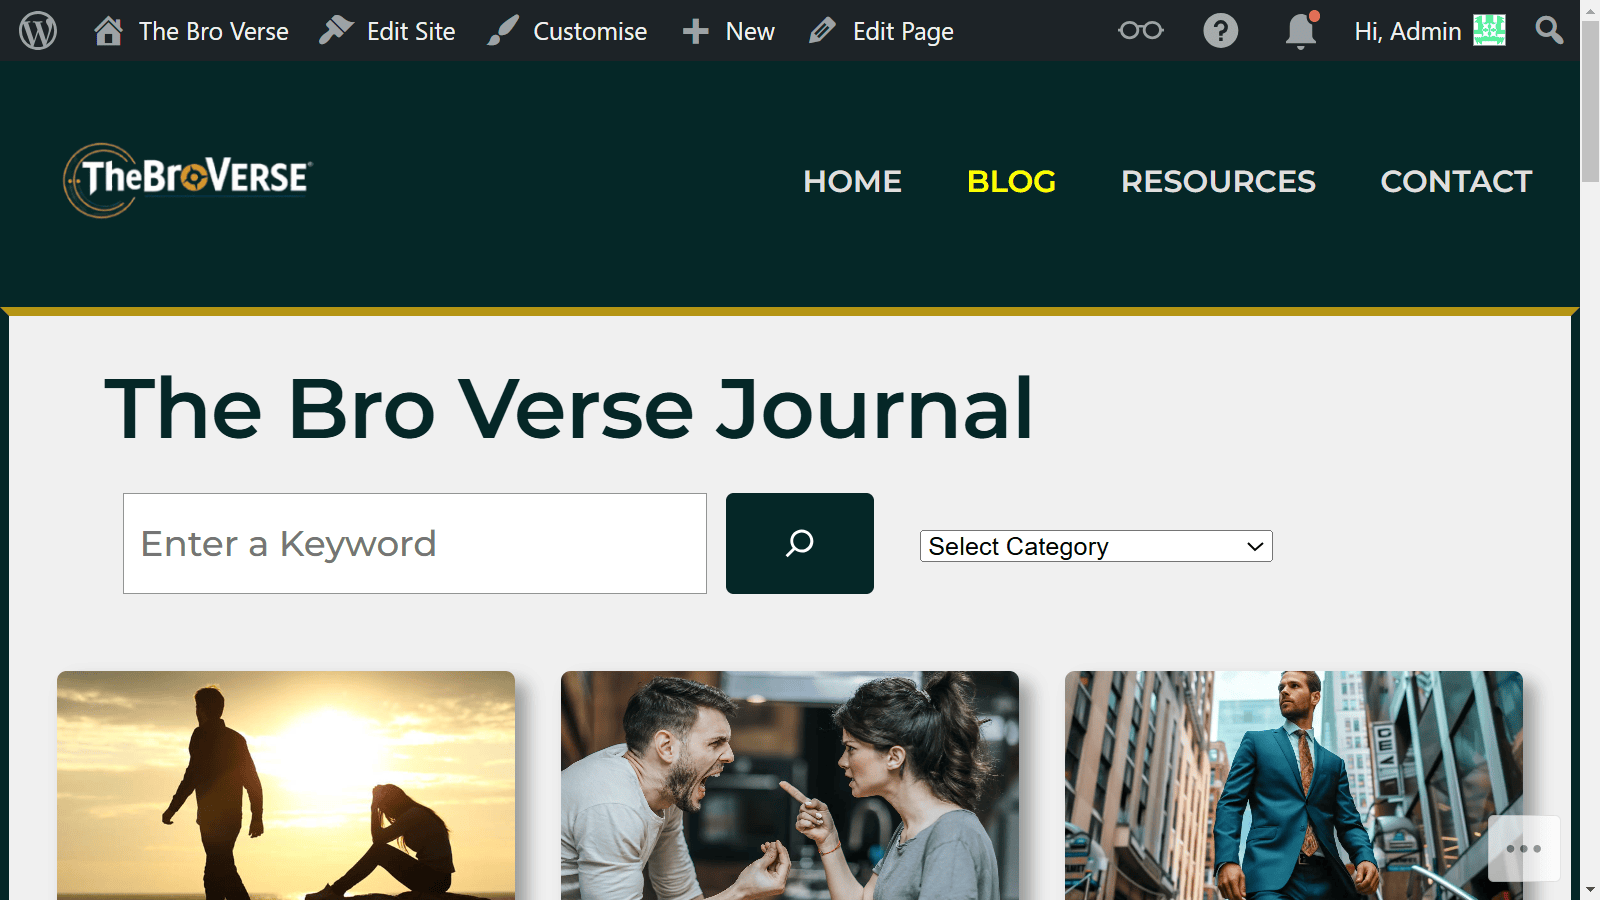 The Bro Verse Edit Site Customise New Edit Page Hi, Admin
TheBroVERSE®
HOME BLOG RESOURCES CONTACT
The Bro Verse Journal
Enter a Keyword
Select Category